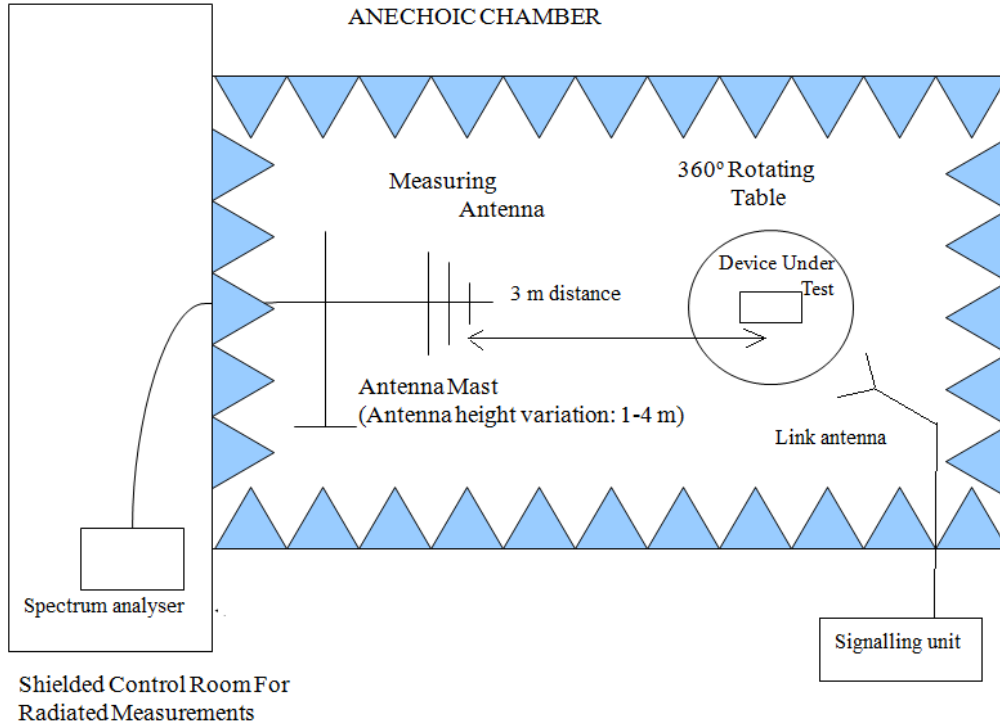 ANECHOIC CHAMBER
Measuring
Antenna
360º Rotating
Table
Device Under
Test
3 m distance
Antenna Mast
(Antenna height variation: 1-4 m)
Link antenna
Spectrum analyser
Signalling unit
Shielded Control Room For
Radiated Measurements